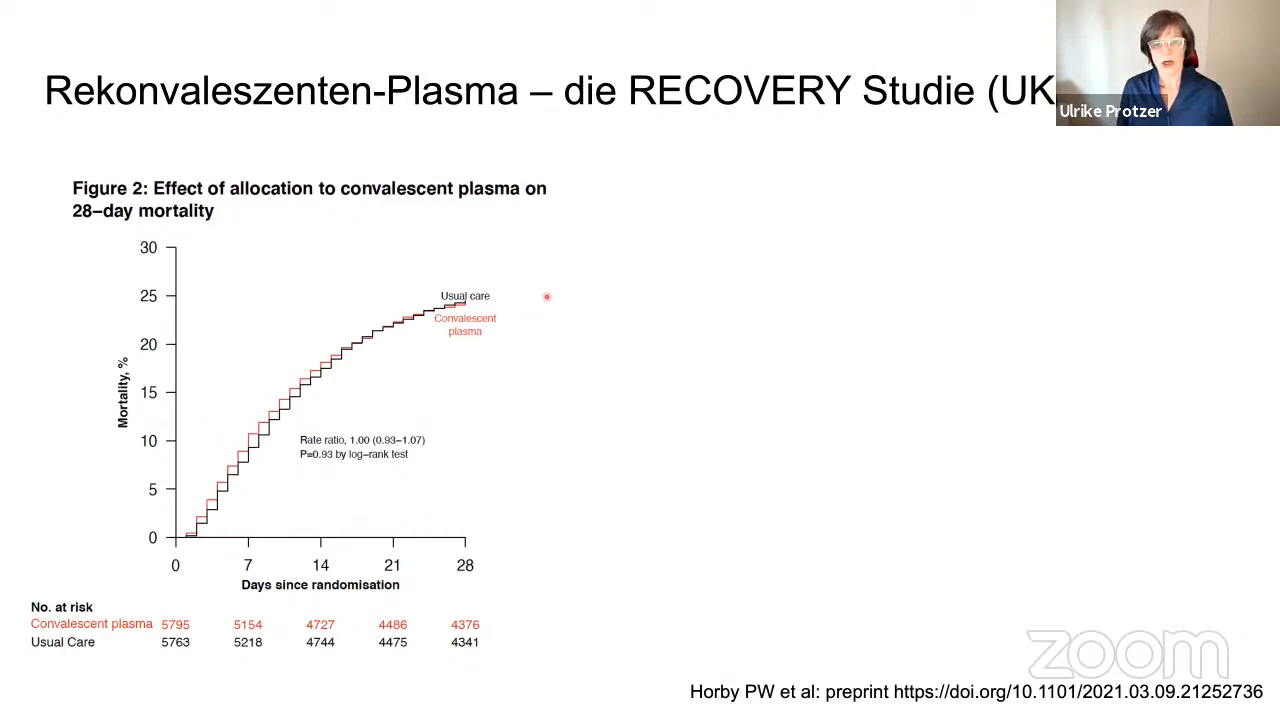 Rekonvaleszenten-Plasma – die RECOVERY Studie (UK
Ulrike Protzer
Figure 2: Effect of allocation to convalescent plasma on
28–day mortality
30
25
20
15
10
5
0
Mortality, %
Usual care
Convalescent
plasma
Rate ratio, 1.00 (0.93–1.07)
P=0.93 by log–rank test
0 7 14 21 28
Days since randomisation
No. at risk
Convalescent plasma 5795 5154 4727 4486 4376
Usual Care 5763 5218 4744 4475 4341
zoom
Horby PW et al: preprint https://doi.org/10.1101/2021.03.09.21252736